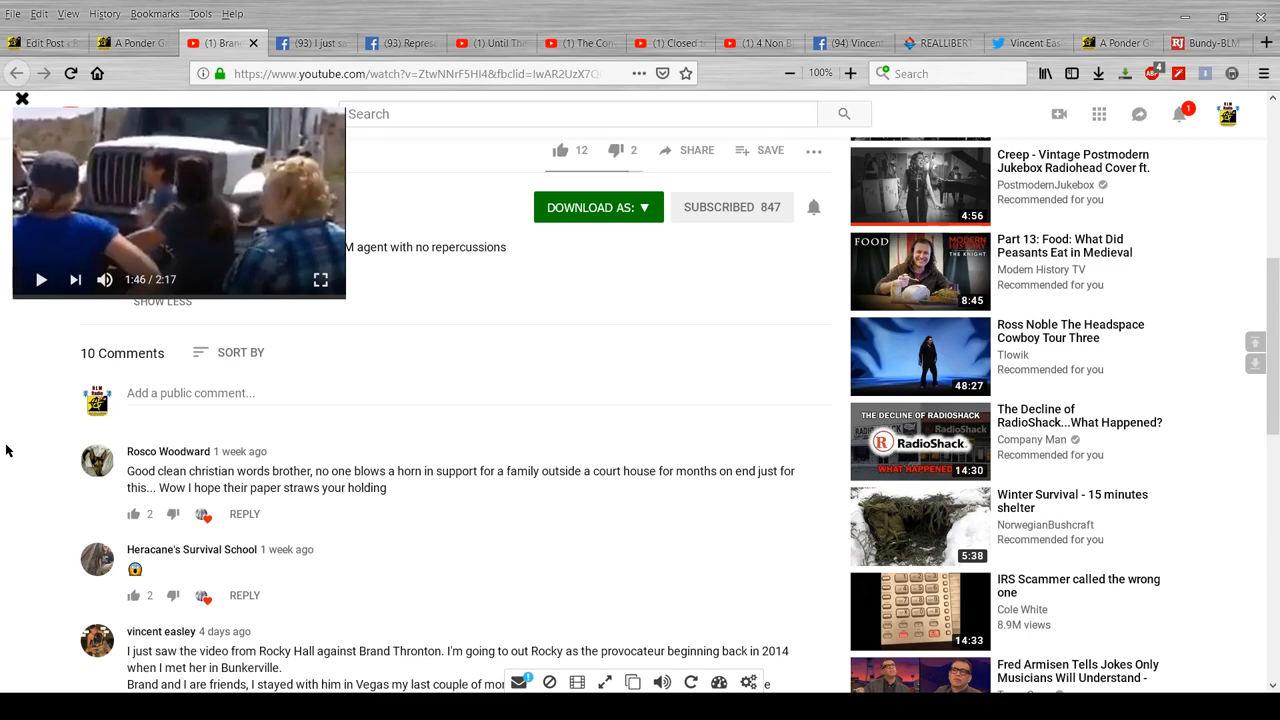 File Edit View History Bookmarks Tools Help
Edit Post ‹ R A Ponder G (1) Bran (93) I just sa (93) Represe (1) Until The (1) The Con (1) Closed t (1) 4 Non B (94) Vincent REALLIBERT Vincent Eas A Ponder G RJ Bundy-BLM
https://www.youtube.com/watch?v=ZtwNNrF5HI4&fbclid=IwAR2UzX7Q 100% Search 4
Search 1
12 2 SHARE SAVE
DOWNLOAD AS: ▼ SUBSCRIBED 847
M agent with no repercussions
1:46 / 2:17
SHOW LESS
10 Comments SORT BY
Add a public comment...
Rosco Woodward 1 week ago
Good clean christian words brother, no one blows a horn in support for a family outside a court house for months on end just for
this... Wow I hope their paper straws your holding
2 REPLY
Heracane's Survival School 1 week ago
😱
2 REPLY
vincent easley 4 days ago
I just saw the video from Rocky Hall against Brand Thronton. I'm going to out Rocky as the provocateur beginning back in 2014
when I met her in Bunkerville.
Brand and I are friends, I stayed with him in Vegas my last couple of mo
Creep - Vintage Postmodern
Jukebox Radiohead Cover ft.
PostmodernJukebox
Recommended for you
4:56
Part 13: Food: What Did
Peasants Eat in Medieval
Modern History TV
Recommended for you
FOOD
MODERN
HISTORY
THE KNIGHT
8:45
Ross Noble The Headspace
Cowboy Tour Three
Tlowik
Recommended for you
48:27
The Decline of
RadioShack...What Happened?
Company Man
Recommended for you
THE DECLINE OF RADIOSHACK
RadioShack.
WHAT HAPPENED
14:30
Winter Survival - 15 minutes
shelter
NorwegianBushcraft
Recommended for you
5:38
IRS Scammer called the wrong
one
Cole White
8.9M views
14:33
Fred Armisen Tells Jokes Only
Musicians Will Understand -